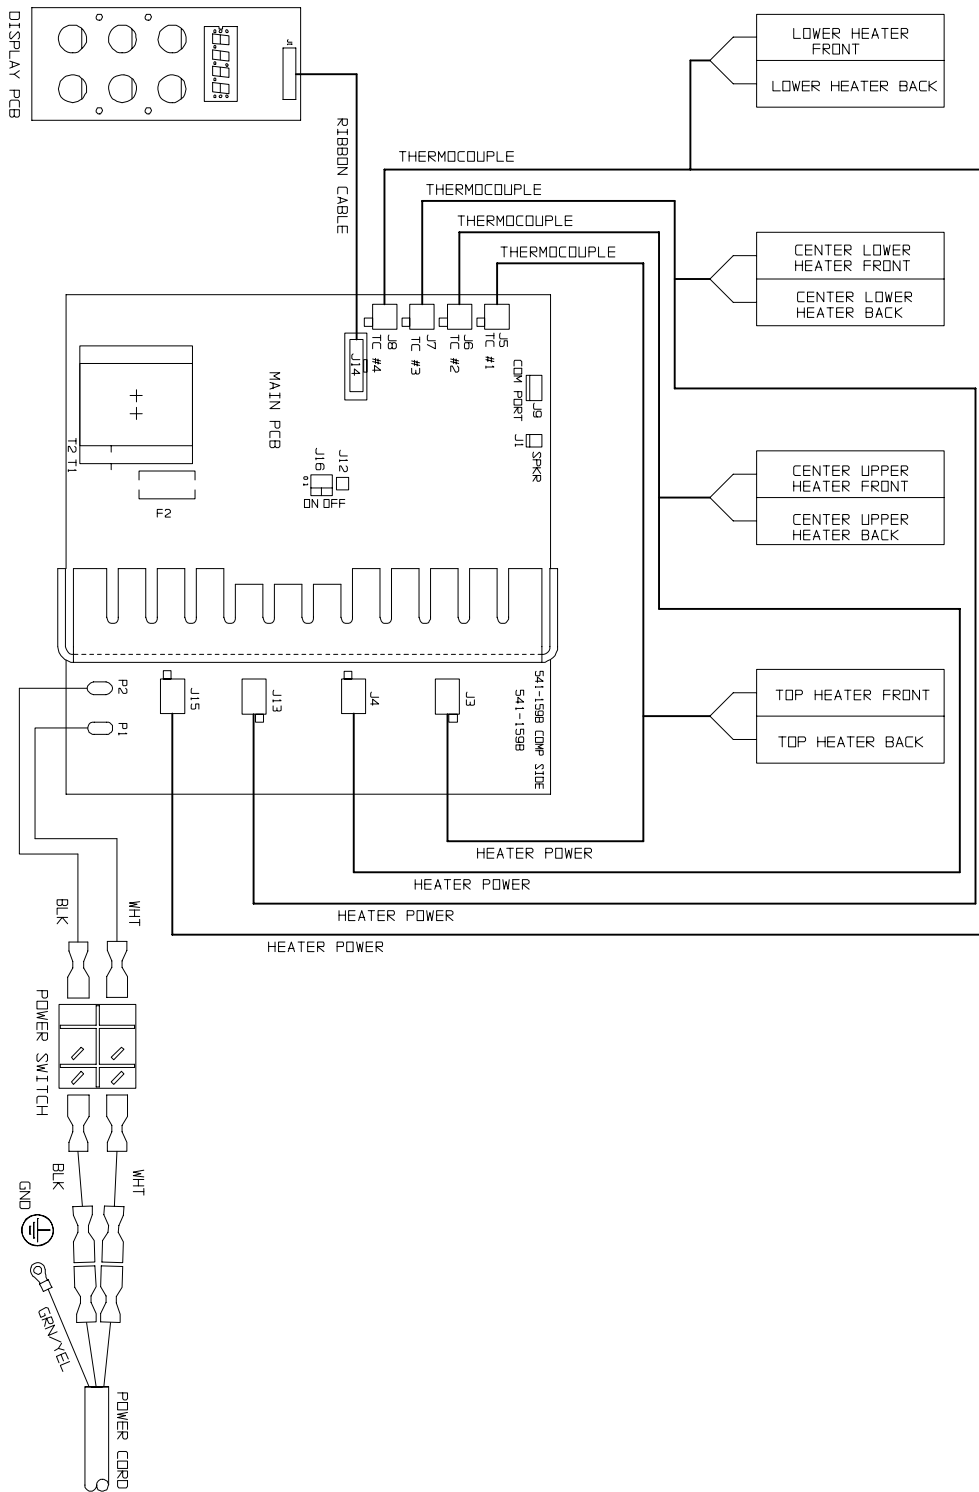 DISPLAY PCB
J1
RIBBON CABLE
LOWER HEATER
FRONT
LOWER HEATER BACK
THERMOCOUPLE
THERMOCOUPLE
THERMOCOUPLE
THERMOCOUPLE
CENTER LOWER
HEATER FRONT
CENTER LOWER
HEATER BACK
J8
TC #4
J7
TC #3
J6
TC #2
J5
TC #1
J14
COM PORT
J9
J1
SPKR
MAIN PCB
T2 T1
F2
J16
J12
0 1
ON OFF
CENTER UPPER
HEATER FRONT
CENTER UPPER
HEATER BACK
TOP HEATER FRONT
TOP HEATER BACK
P2
P1
J15
J13
J4
J3
541-159B COMP SIDE
541-159B
HEATER POWER
HEATER POWER
HEATER POWER
HEATER POWER
BLK
WHT
POWER SWITCH
BLK
WHT
GND
GRN/YEL
POWER CORD